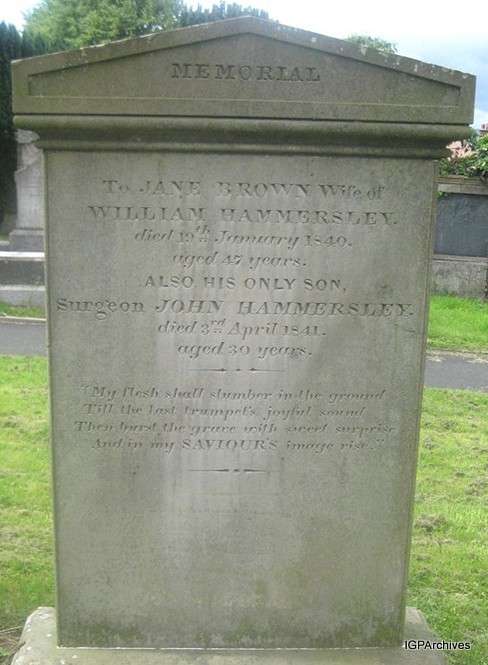 MEMORIAL
To JANE BROWN Wife of
WILLIAM HAMMERSLEY.
died 19th January 1840.
aged 47 years.
ALSO HIS ONLY SON,
Surgeon JOHN HAMMERSLEY.
died 3rd April 1841.
aged 30 years.
"My flesh shall slumber in the ground
Till the last trumpet's joyful sound
Then burst the grave with sweet surprise
And in my SAVIOUR'S image rise."
IGPArchives